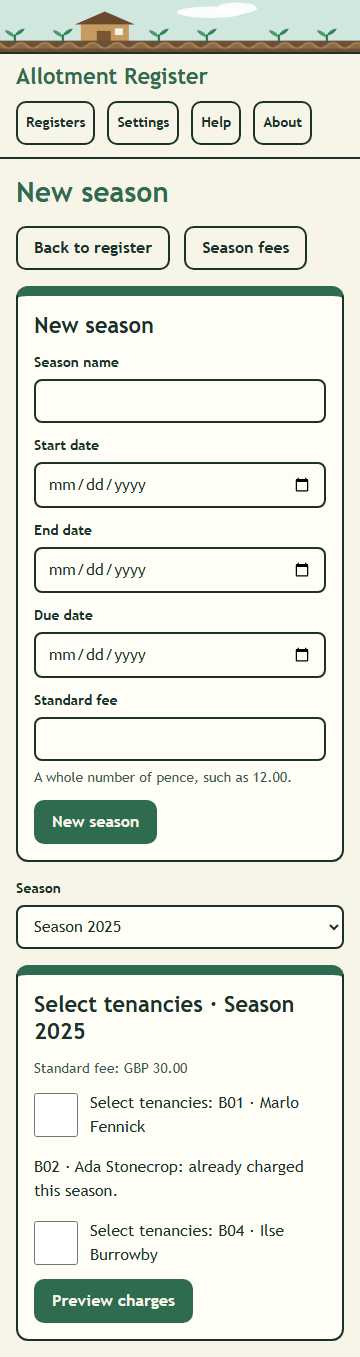 Allotment Register
Registers
Settings
Help
About
New season
Back to register
Season fees
New season
Season name
Start date
mm/dd/yyyy
End date
mm/dd/yyyy
Due date
mm/dd/yyyy
Standard fee
A whole number of pence, such as 12.00.
New season
Season
Season 2025
Select tenancies · Season
2025
Standard fee: GBP 30.00
Select tenancies: B01 · Marlo
Fennick
B02 · Ada Stonecrop: already charged
this season.
Select tenancies: B04 · Ilse
Burrowby
Preview charges